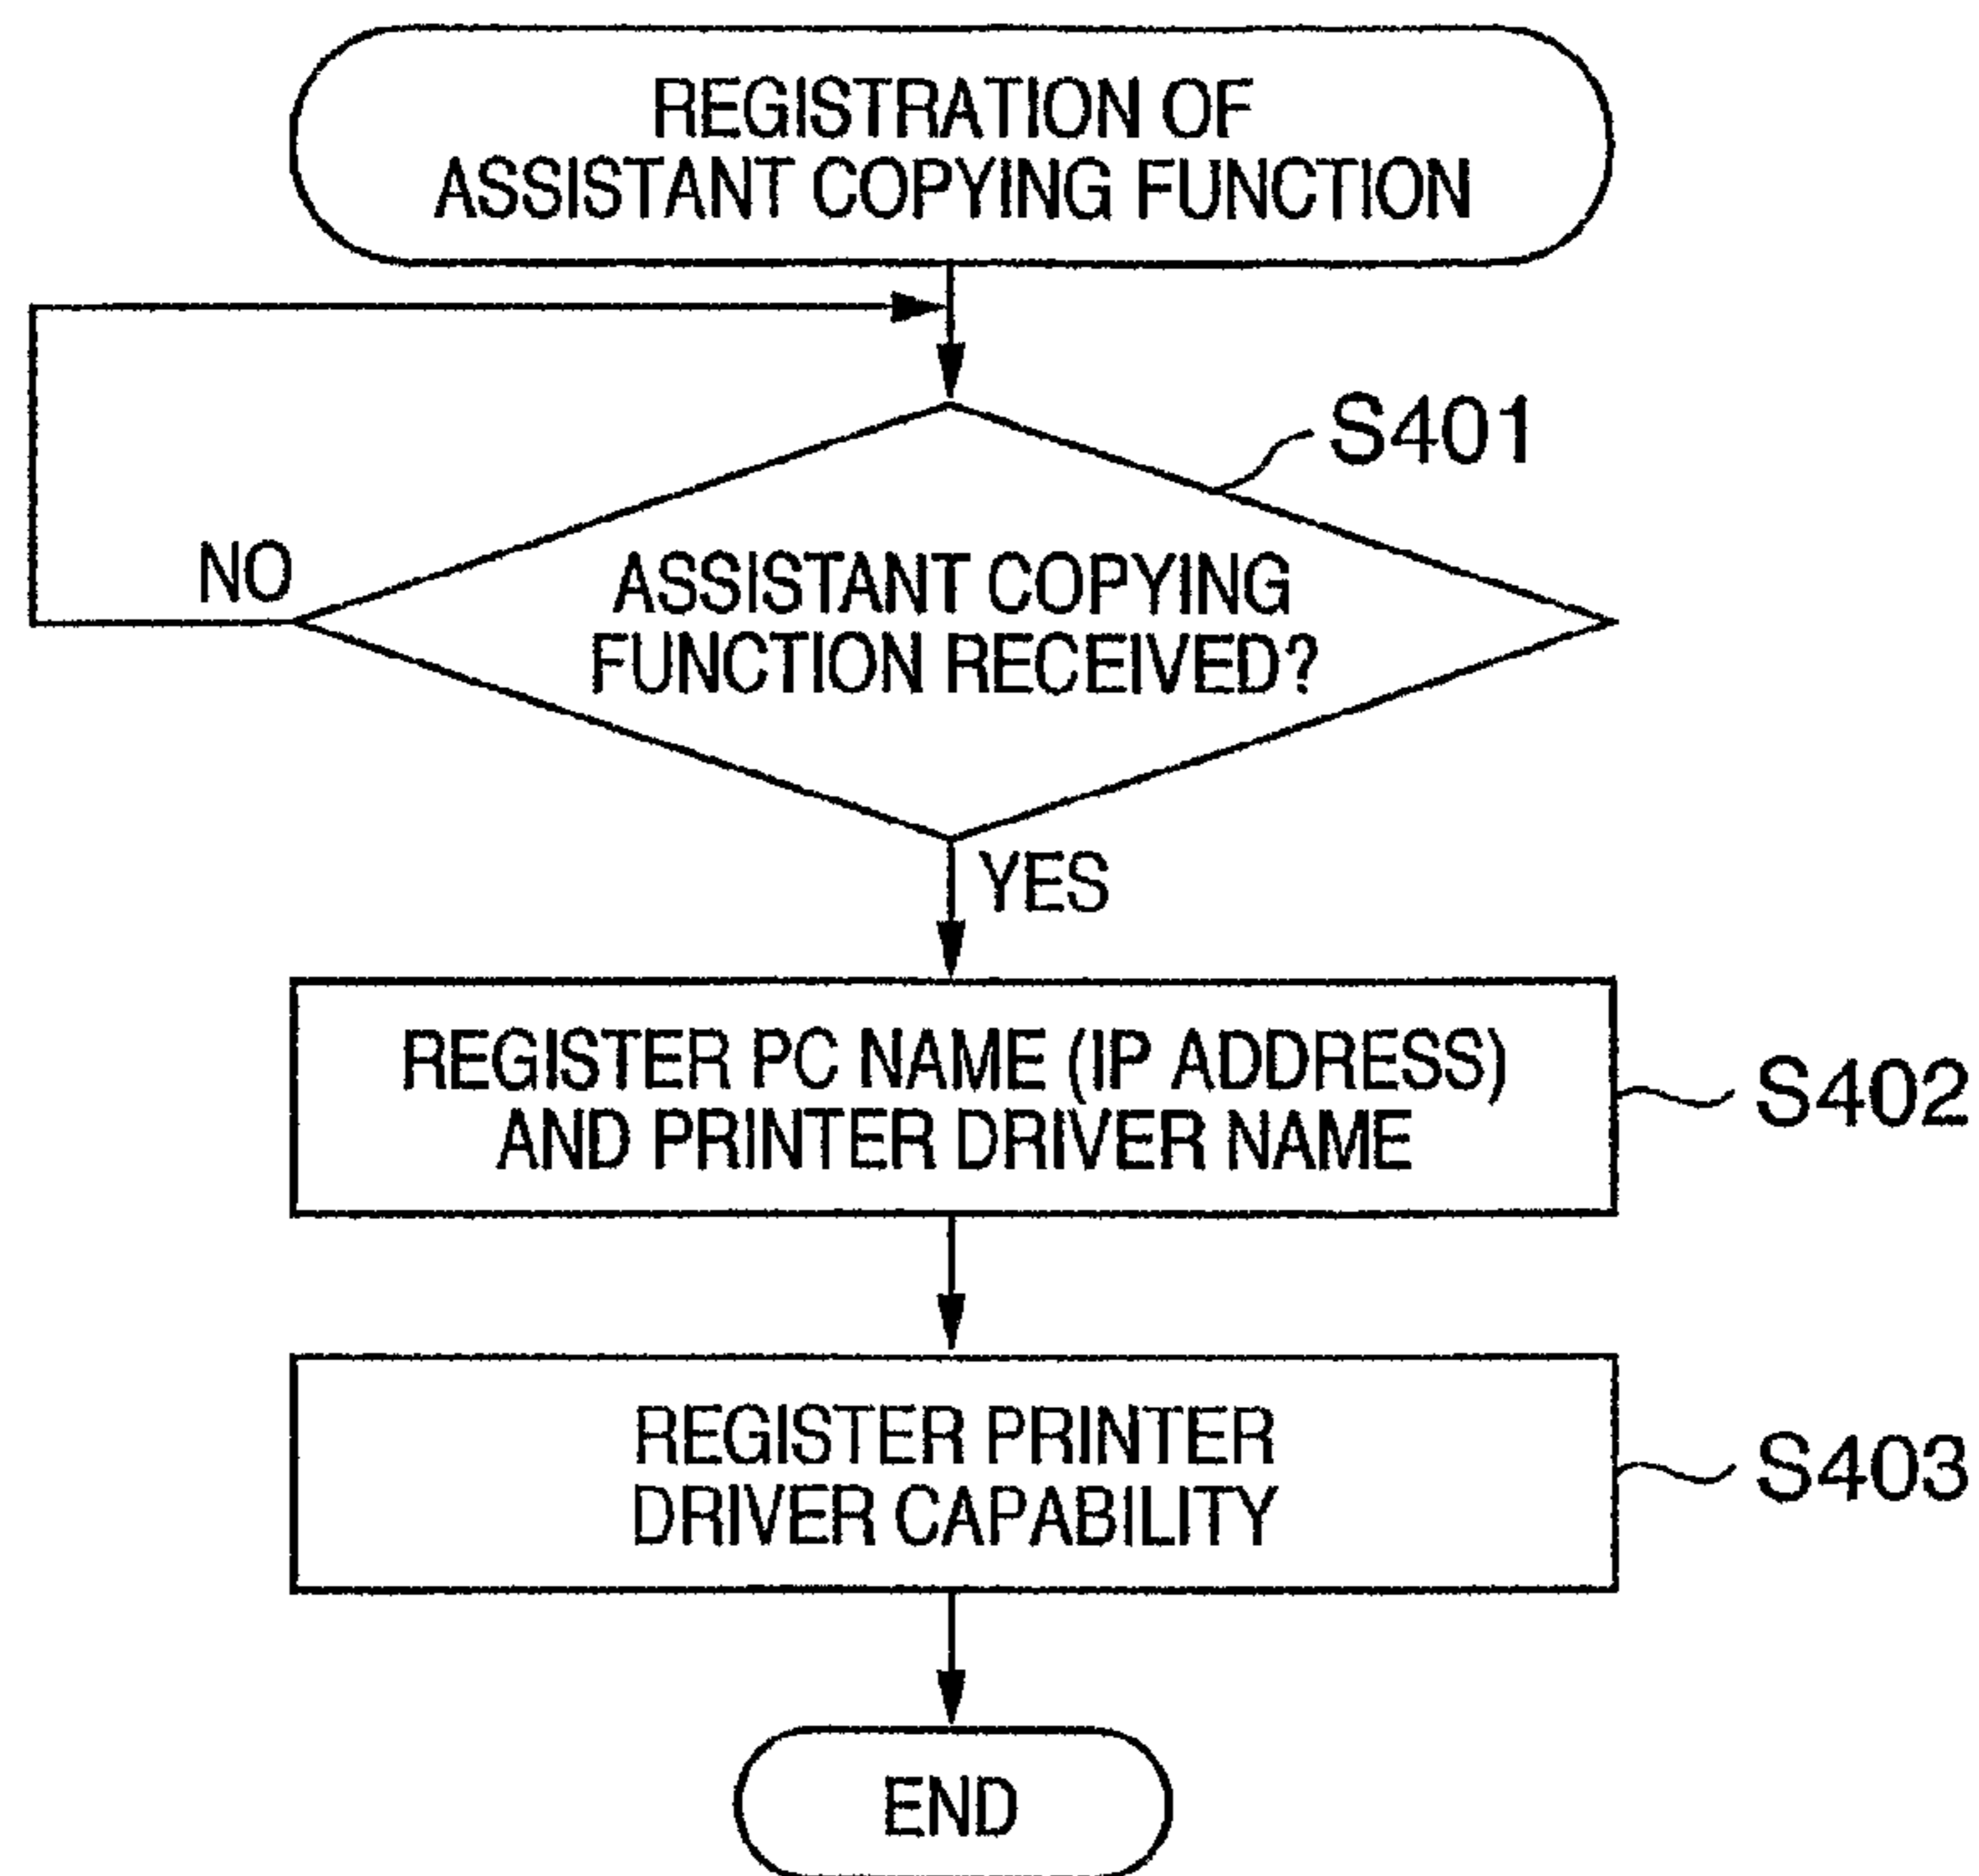 REGISTRATION OF
ASSISTANT COPYING FUNCTION
S401
NO
ASSISTANT COPYING
FUNCTION RECEIVED?
YES
REGISTER PC NAME (IP ADDRESS)
AND PRINTER DRIVER NAME
S402
REGISTER PRINTER
DRIVER CAPABILITY
S403
END